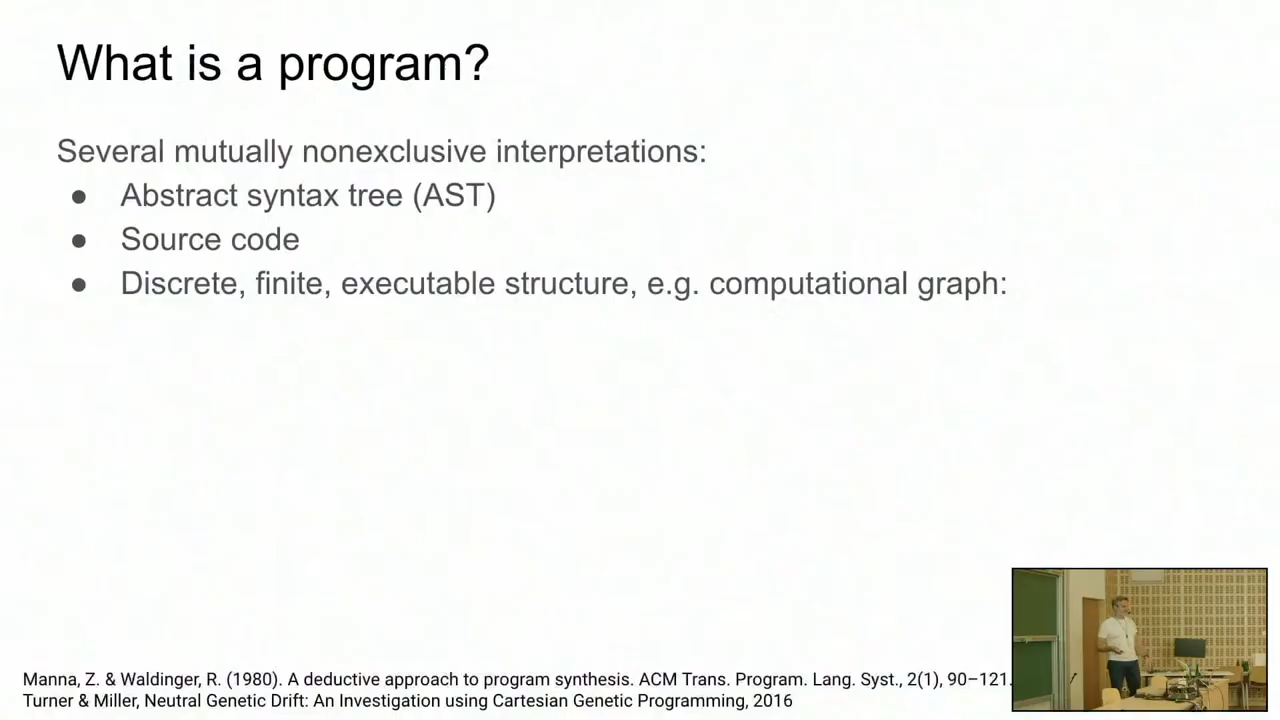 What is a program?
Several mutually nonexclusive interpretations:
● Abstract syntax tree (AST)
● Source code
● Discrete, finite, executable structure, e.g. computational graph:
Manna, Z. & Waldinger, R. (1980). A deductive approach to program synthesis. ACM Trans. Program. Lang. Syst., 2(1), 90–121.
Turner & Miller, Neutral Genetic Drift: An Investigation using Cartesian Genetic Programming, 2016